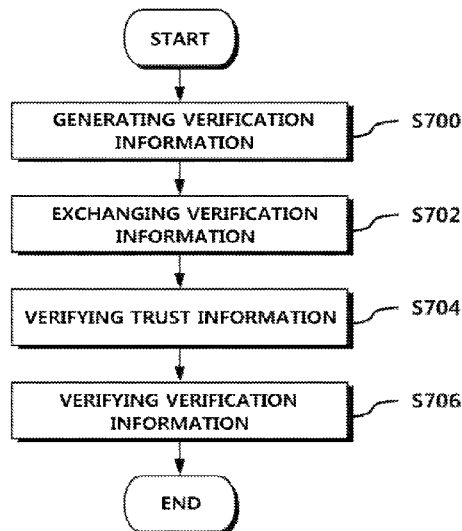 START
GENERATING VERIFICATION
INFORMATION
S700
EXCHANGING VERIFICATION
INFORMATION
S702
VERIFYING TRUST INFORMATION
S704
VERIFYING VERIFICATION
INFORMATION
S706
END